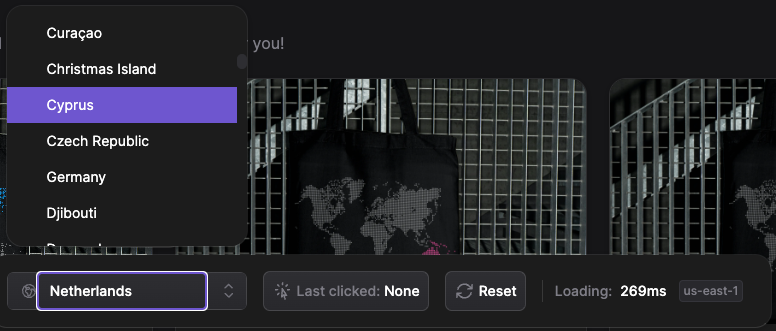 Curaçao
you!
Christmas Island
Cyprus
Czech Republic
Germany
Djibouti
Netherlands
Last clicked: None
Reset
Loading: 269ms
us-east-1